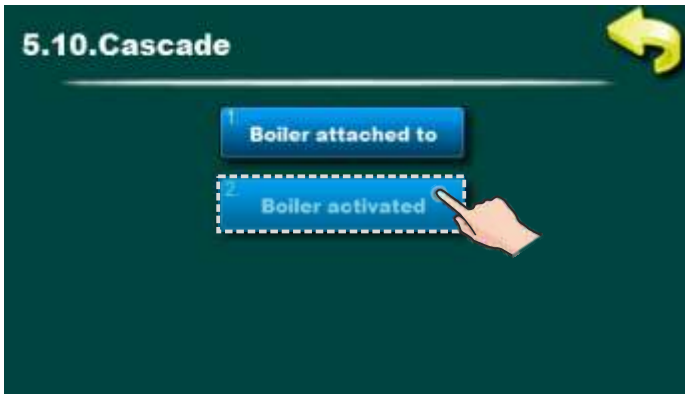 5.10.Cascade
1
Boiler attached to
2.
Boiler activated